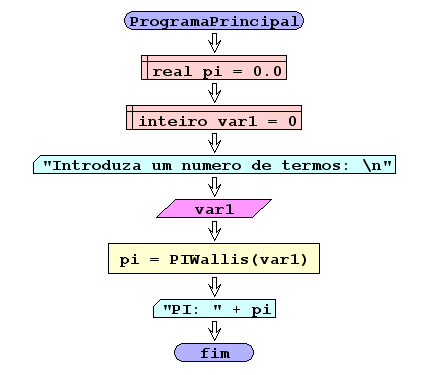 ProgramaPrincipal
real pi = 0.0
inteiro var1 = 0
"Introduza um numero de termos: \n"
var1
pi = PIWallis(var1)
"PI: " + pi
fim